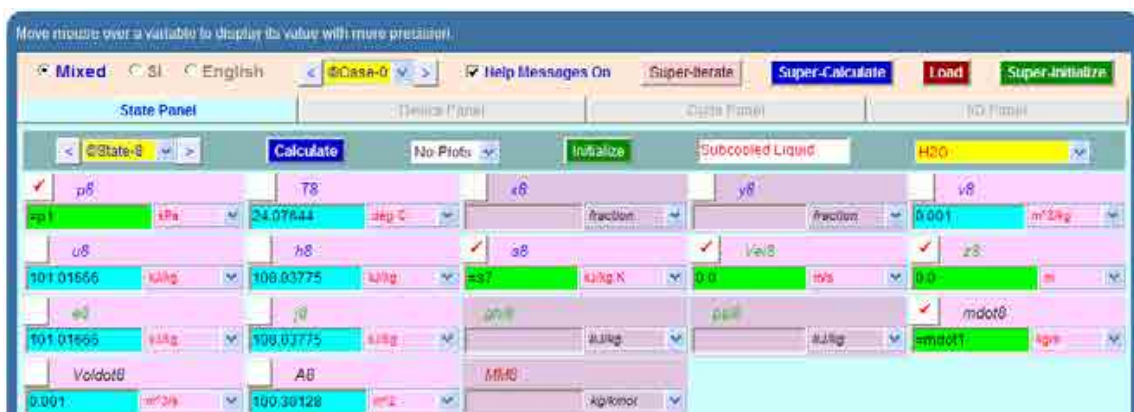 Move mouse over a variable to display its value with more precision.
Mixed SI English < ©Case-0 > Help Messages On Super-Iterate Super-Calculate Load Super-Initialize
State Panel Device Panel Cycle Panel I/O Panel
< ©State-8 > Calculate No Plots Initialize Subcooled Liquid H2O
p8 T8 x8 y8 v8
=p1 kPa 24.07644 deg C fraction fraction 0.001 m^3/kg
u8 h8 s8 Vel8 z8
101.01666 kJ/kg 108.03775 kJ/kg =s7 kJ/kg.K 0.0 m/s 0.0 m
e8 j8 phi8 psi8 mdot8
101.01666 kJ/kg 108.03775 kJ/kg kJ/kg kJ/kg =mdot1 kg/s
Voldot8 A8 MM8
0.001 m^3/s 100.30128 m^2 kg/kmol